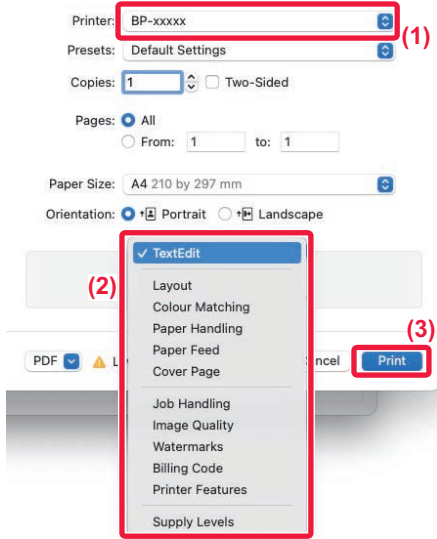 Printer: BP-xxxxx
(1)
Presets: Default Settings
Copies: 1 Two-Sided
Pages: All
From: 1 to: 1
Paper Size: A4 210 by 297 mm
Orientation: Portrait Landscape
(2)
✓ TextEdit
Layout
Colour Matching
Paper Handling
Paper Feed
Cover Page
Job Handling
Image Quality
Watermarks
Billing Code
Printer Features
Supply Levels
(3)
PDF L ncel Print